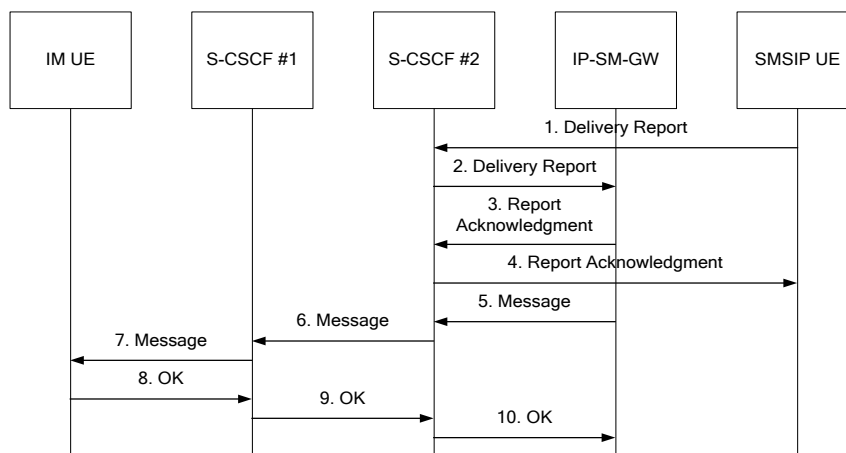 IM UE
S-CSCF #1
S-CSCF #2
IP-SM-GW
SMSIP UE
1. Delivery Report
2. Delivery Report
3. Report
Acknowledgment
4. Report Acknowledgment
5. Message
6. Message
7. Message
8. OK
9. OK
10. OK